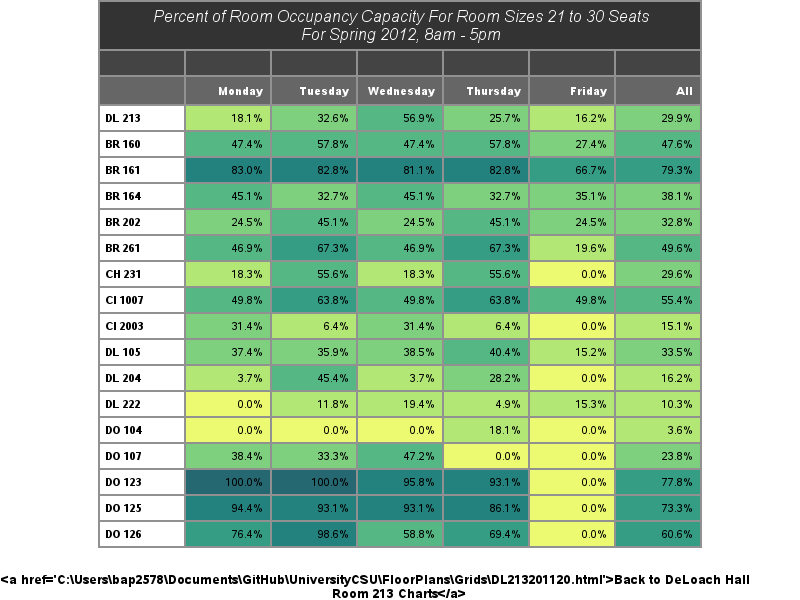 Percent of Room Occupancy Capacity For Room Sizes 21 to 30 Seats
For Spring 2012, 8am - 5pm
Monday Tuesday Wednesday Thursday Friday All
DL 213 18.1% 32.6% 56.9% 25.7% 16.2% 29.9%
BR 160 47.4% 57.8% 47.4% 57.8% 27.4% 47.6%
BR 161 83.0% 82.8% 81.1% 82.8% 66.7% 79.3%
BR 164 45.1% 32.7% 45.1% 32.7% 35.1% 38.1%
BR 202 24.5% 45.1% 24.5% 45.1% 24.5% 32.8%
BR 261 46.9% 67.3% 46.9% 67.3% 19.6% 49.6%
CH 231 18.3% 55.6% 18.3% 55.6% 0.0% 29.6%
CI 1007 49.8% 63.8% 49.8% 63.8% 49.8% 55.4%
CI 2003 31.4% 6.4% 31.4% 6.4% 0.0% 15.1%
DL 105 37.4% 35.9% 38.5% 40.4% 15.2% 33.5%
DL 204 3.7% 45.4% 3.7% 28.2% 0.0% 16.2%
DL 222 0.0% 11.8% 19.4% 4.9% 15.3% 10.3%
DO 104 0.0% 0.0% 0.0% 18.1% 0.0% 3.6%
DO 107 38.4% 33.3% 47.2% 0.0% 0.0% 23.8%
DO 123 100.0% 100.0% 95.8% 93.1% 0.0% 77.8%
DO 125 94.4% 93.1% 93.1% 86.1% 0.0% 73.3%
DO 126 76.4% 98.6% 58.8% 69.4% 0.0% 60.6%
<a href='C:\Users\bap2578\Documents\GitHub\UniversityCSU\FloorPlans\Grids\DL213201120.html'>Back to DeLoach Hall
Room 213 Charts</a>